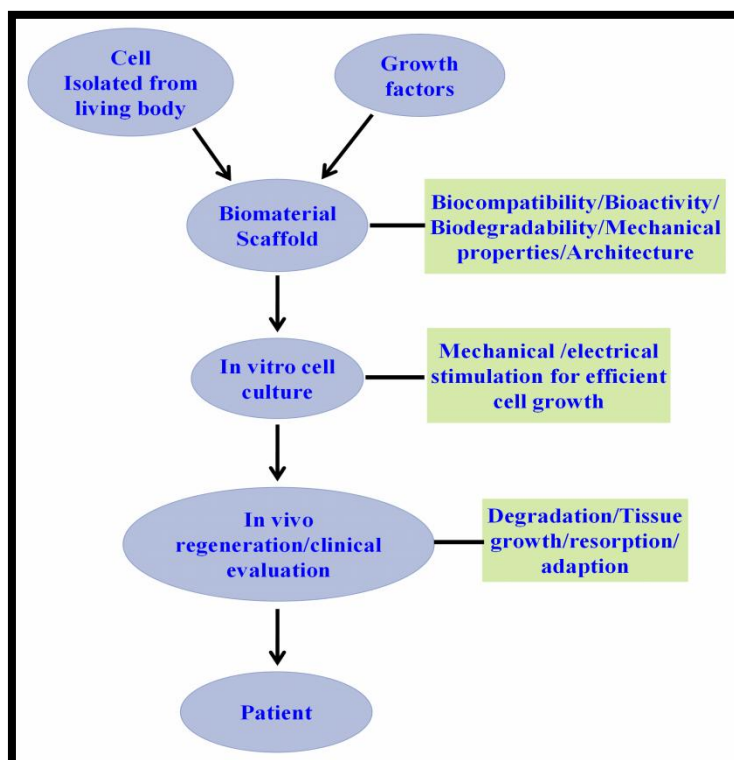 Cell
Isolated from
living body
Growth
factors
Biomaterial
Scaffold
Biocompatibility/Bioactivity/
Biodegradability/Mechanical
properties/Architecture
In vitro cell
culture
Mechanical /electrical
stimulation for efficient
cell growth
In vivo
regeneration/clinical
evaluation
Degradation/Tissue
growth/resorption/
adaption
Patient